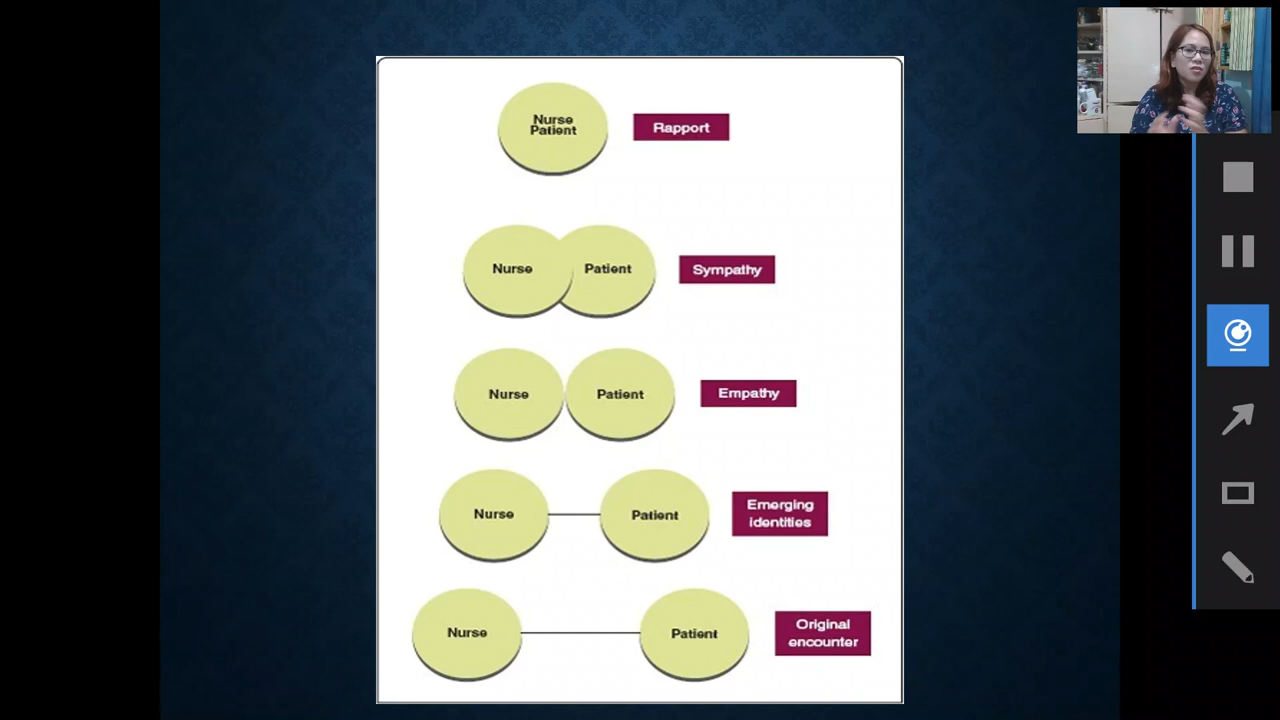 Nurse
Patient
Rapport
Nurse
Patient
Sympathy
Nurse
Patient
Empathy
Nurse
Patient
Emerging
identities
Nurse
Patient
Original
encounter